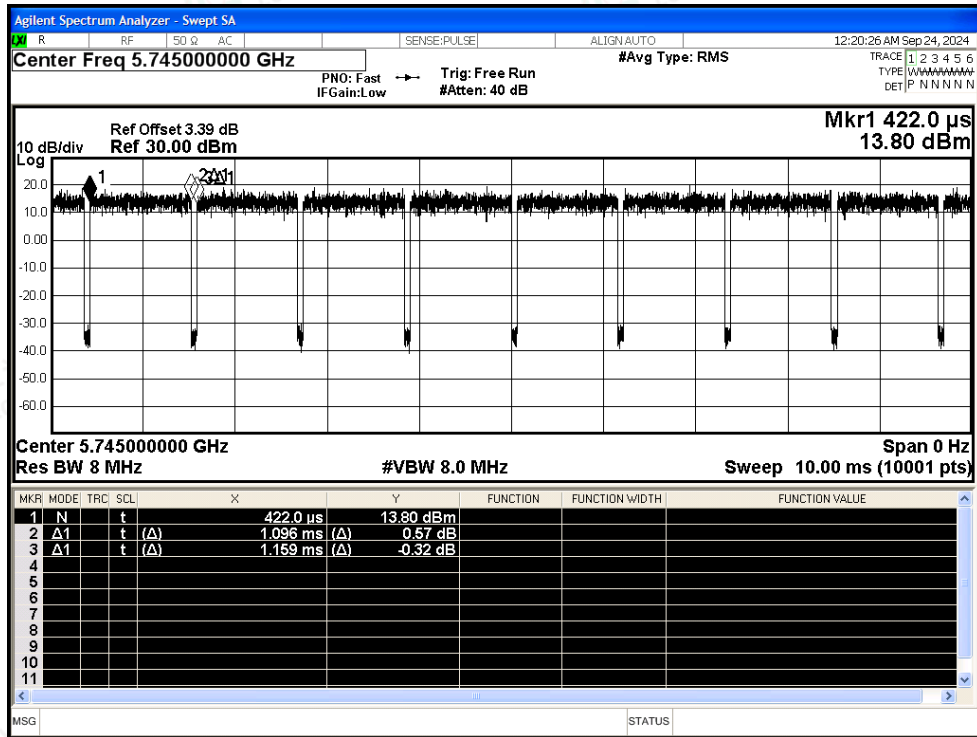 Agilent Spectrum Analyzer - Swept SA
LXI R RF 50 Ω AC SENSE:PULSE ALIGN AUTO 12:20:26 AM Sep 24, 2024
Center Freq 5.745000000 GHz #Avg Type: RMS TRACE 1 2 3 4 5 6
PNO: Fast Trig: Free Run TYPE WWWWWW
IFGain:Low #Atten: 40 dB DET P N N N N N
Ref Offset 3.39 dB Mkr1 422.0 µs
10 dB/div Ref 30.00 dBm 13.80 dBm
Log
1 2Δ1 3Δ1
20.0
10.0
0.00
-10.0
-20.0
-30.0
-40.0
-50.0
-60.0
Center 5.745000000 GHz Span 0 Hz
Res BW 8 MHz #VBW 8.0 MHz Sweep 10.00 ms (10001 pts)
MKR MODE TRC SCL X Y FUNCTION FUNCTION WIDTH FUNCTION VALUE
1 N t 422.0 µs 13.80 dBm
2 Δ1 t (Δ) 1.096 ms (Δ) 0.57 dB
3 Δ1 t (Δ) 1.159 ms (Δ) -0.32 dB
4
5
6
7
8
9
10
11
MSG STATUS